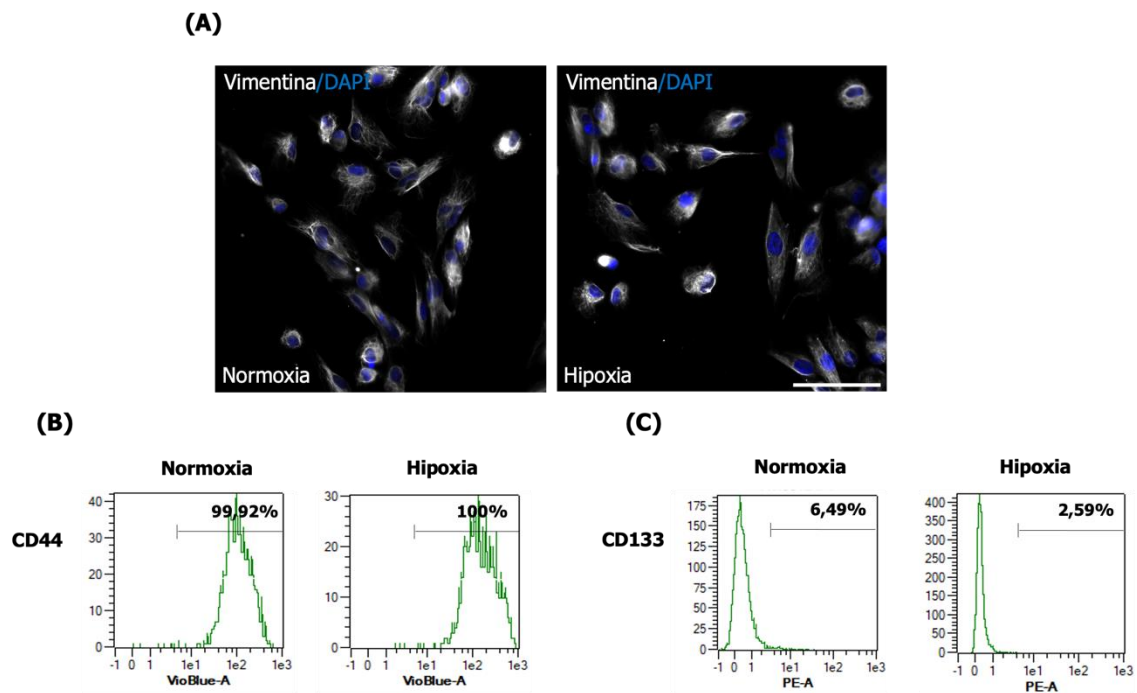 (A)
Vimentina/DAPI
Vimentina/DAPI
Normoxia
Hipoxia
(B)
(C)
Normoxia
Hipoxia
Normoxia
Hipoxia
CD44
40
30
20
10
0
99,92%
-1 0 1 1e2 1e3
VioBlue-A
30
20
10
0
100%
-1 0 1 1e2 1e3
VioBlue-A
CD133
175
150
125
100
75
50
25
0
6,49%
-1 0 1 1e1 1e2 1e3
PE-A
400
350
300
250
200
150
100
50
0
2,59%
-1 0 1 1e1 1e2 1e3
PE-A